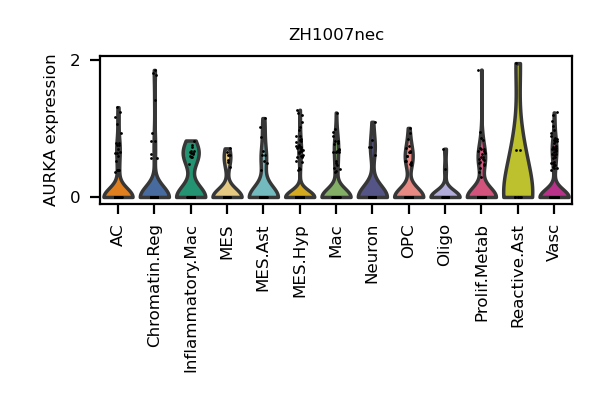 ZH1007nec
AURKA expression
2
0
AC
Chromatin.Reg
Inflammatory.Mac
MES
MES.Ast
MES.Hyp
Mac
Neuron
OPC
Oligo
Prolif.Metab
Reactive.Ast
Vasc